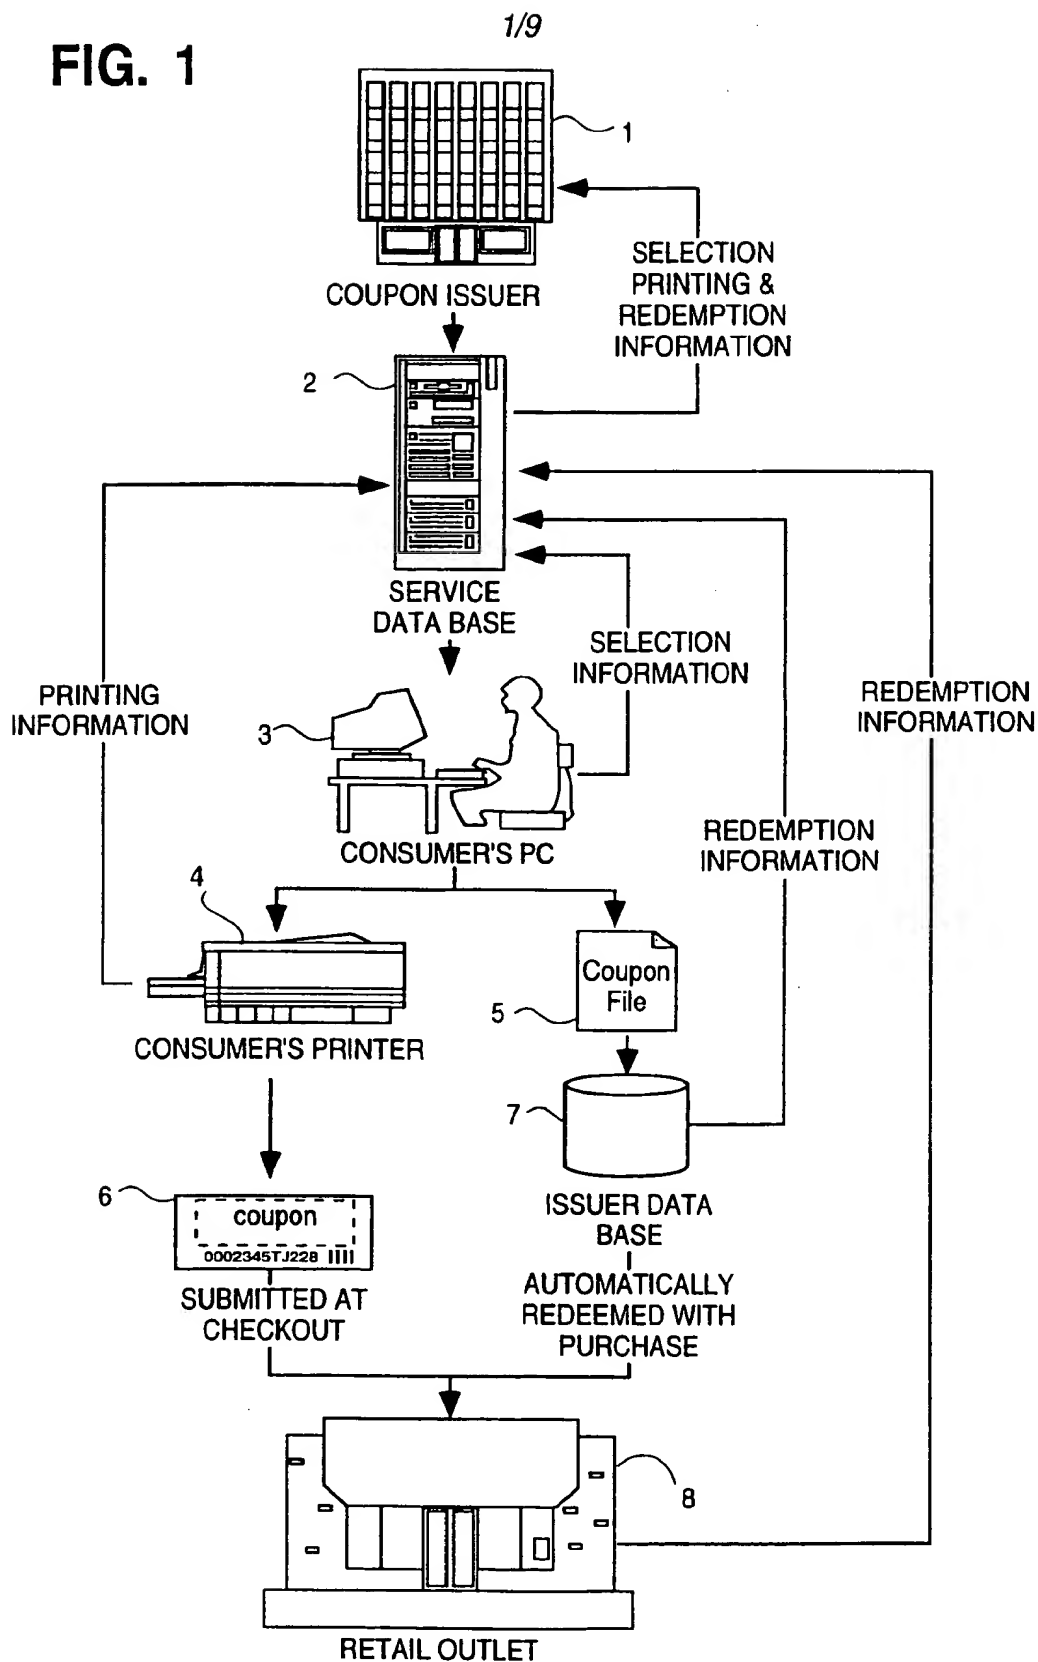 1/9
FIG. 1
1
SELECTION
PRINTING &
REDEMPTION
INFORMATION
COUPON ISSUER
2
SERVICE
DATA BASE
SELECTION
INFORMATION
PRINTING
INFORMATION
REDEMPTION
INFORMATION
3
REDEMPTION
INFORMATION
CONSUMER'S PC
4
Coupon
File
5
CONSUMER'S PRINTER
7
6
coupon
0002345TJ228
ISSUER DATA
BASE
SUBMITTED AT
CHECKOUT
AUTOMATICALLY
REDEEMED WITH
PURCHASE
8
RETAIL OUTLET